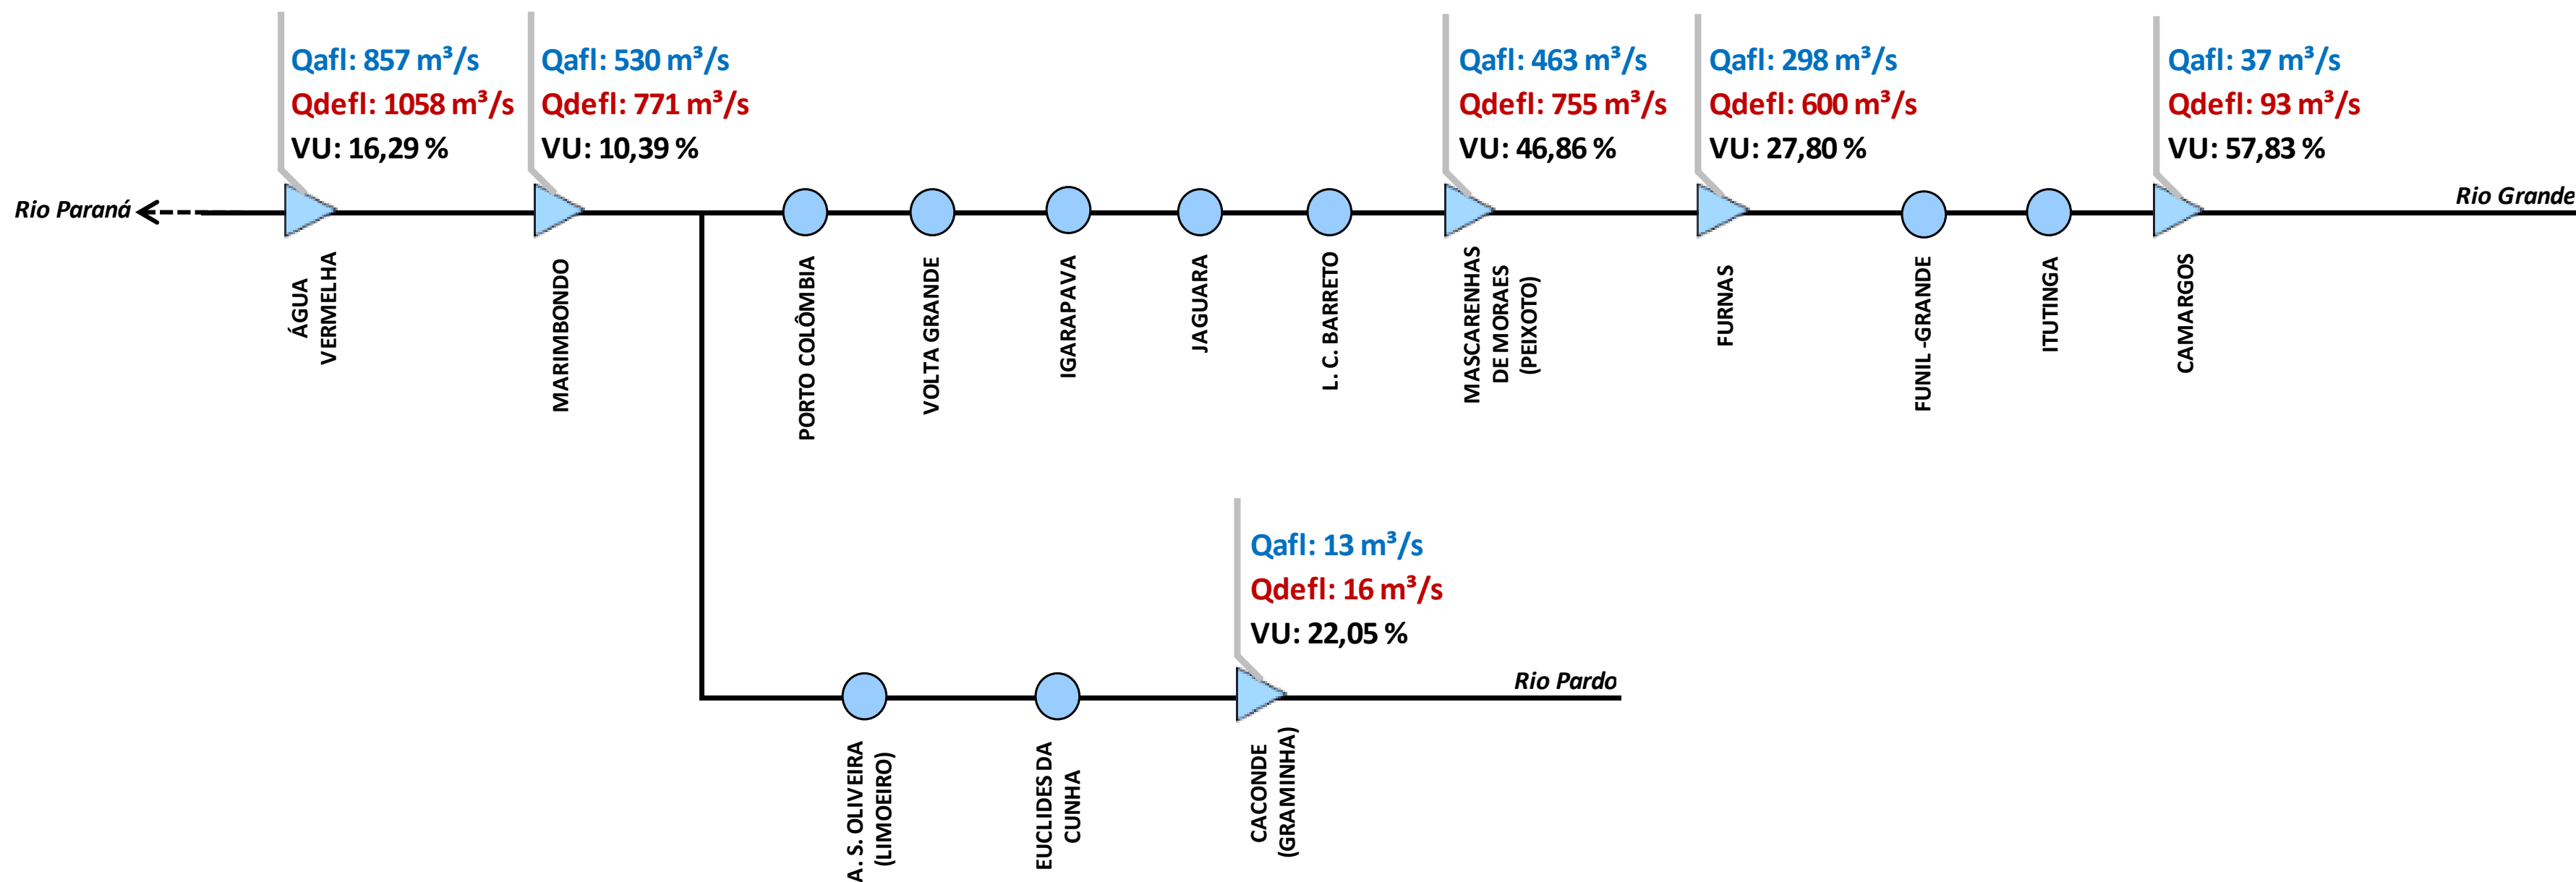 Qafl: 857 m³/s
Qdefl: 1058 m³/s
VU: 16,29 %
Qafl: 530 m³/s
Qdefl: 771 m³/s
VU: 10,39 %
Qafl: 463 m³/s
Qdefl: 755 m³/s
VU: 46,86 %
Qafl: 298 m³/s
Qdefl: 600 m³/s
VU: 27,80 %
Qafl: 37 m³/s
Qdefl: 93 m³/s
VU: 57,83 %
Rio Paraná
Rio Grande
ÁGUA
VERMELHA
MARIMBONDO
PORTO COLÔMBIA
VOLTA GRANDE
IGARAPAVA
JAGUARA
L. C. BARRETO
MASCARENHAS
DE MORAES
(PEIXOTO)
FURNAS
FUNIL -GRANDE
ITUTINGA
CAMARGOS
Qafl: 13 m³/s
Qdefl: 16 m³/s
VU: 22,05 %
Rio Pardo
A. S. OLIVEIRA
(LIMOEIRO)
EUCLIDES DA
CUNHA
CACONDE
(GRAMINHA)